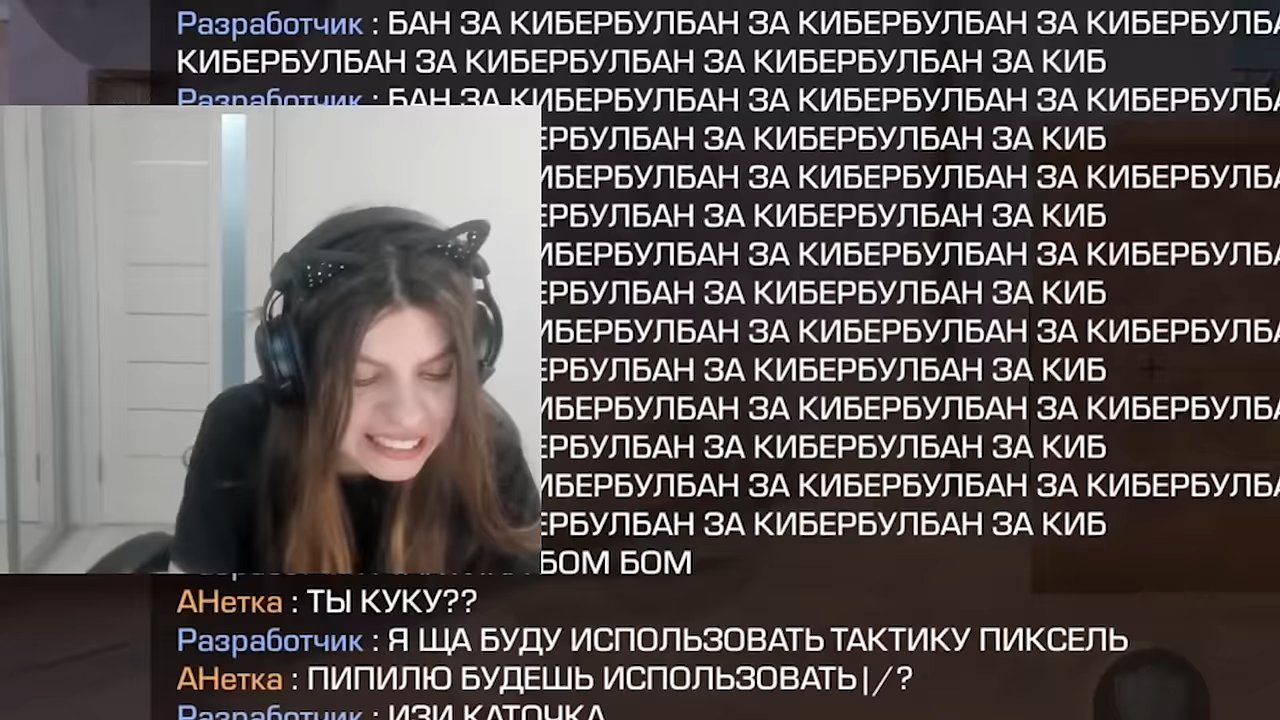 Разработчик : БАН ЗА КИБЕРБУЛБАН ЗА КИБЕРБУЛБАН ЗА КИБЕРБУЛБА
КИБЕРБУЛБАН ЗА КИБЕРБУЛБАН ЗА КИБЕРБУЛБАН ЗА КИБ
Разработчик : БАН ЗА КИБЕРБУЛБАН ЗА КИБЕРБУЛБАН ЗА КИБЕРБУЛБА
ЕРБУЛБАН ЗА КИБЕРБУЛБАН ЗА КИБ
ИБЕРБУЛБАН ЗА КИБЕРБУЛБАН ЗА КИБЕРБУЛБА
ЕРБУЛБАН ЗА КИБЕРБУЛБАН ЗА КИБ
ИБЕРБУЛБАН ЗА КИБЕРБУЛБАН ЗА КИБЕРБУЛБА
ЕРБУЛБАН ЗА КИБЕРБУЛБАН ЗА КИБ
ИБЕРБУЛБАН ЗА КИБЕРБУЛБАН ЗА КИБЕРБУЛБА
ЕРБУЛБАН ЗА КИБЕРБУЛБАН ЗА КИБ
ИБЕРБУЛБАН ЗА КИБЕРБУЛБАН ЗА КИБЕРБУЛБА
ЕРБУЛБАН ЗА КИБЕРБУЛБАН ЗА КИБ
ИБЕРБУЛБАН ЗА КИБЕРБУЛБАН ЗА КИБЕРБУЛБА
ЕРБУЛБАН ЗА КИБЕРБУЛБАН ЗА КИБ
БОМ БОМ
АНетка : ТЫ КУКУ??
Разработчик : Я ЩА БУДУ ИСПОЛЬЗОВАТЬ ТАКТИКУ ПИКСЕЛЬ
АНетка : ПИПИЛЮ БУДЕШЬ ИСПОЛЬЗОВАТЬ|/?
Разработчик : ИЗИ КАТОЧКА